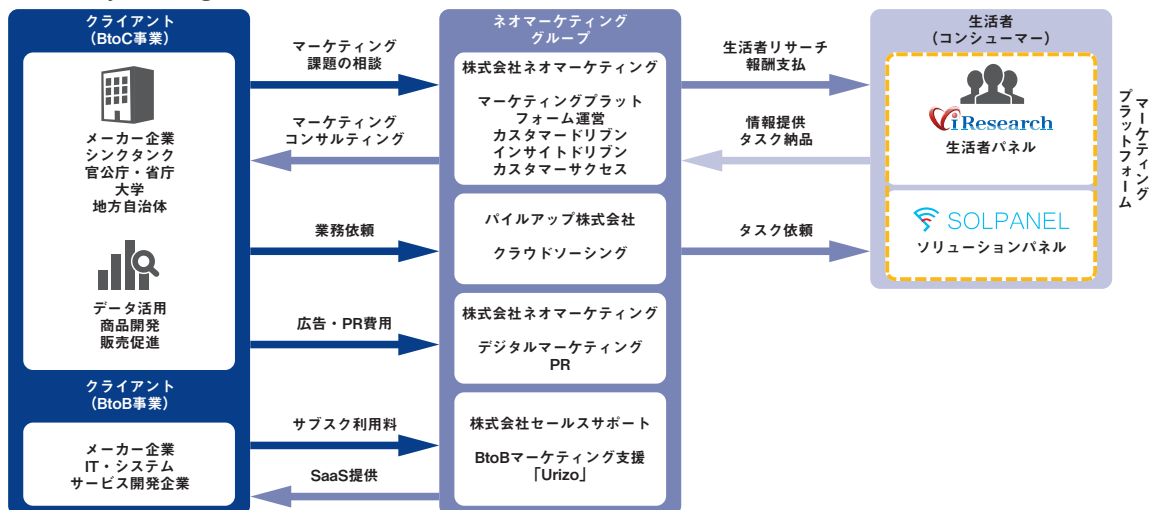 クライアント
（BtoC事業）
メーカー企業
シンクタンク
官公庁・省庁
大学
地方自治体
データ活用
商品開発
販売促進
クライアント
（BtoB事業）
メーカー企業
IT・システム
サービス開発企業
マーケティング
課題の相談
マーケティング
コンサルティング
業務依頼
広告・PR費用
サブスク利用料
SaaS提供
ネオマーケティング
グループ
株式会社ネオマーケティング
マーケティングプラット
フォーム運営
カスタマードリブン
インサイトドリブン
カスタマーサクセス
パイルアップ株式会社
クラウドソーシング
株式会社ネオマーケティング
デジタルマーケティング
PR
株式会社セールスサポート
BtoBマーケティング支援
「Urizo」
生活者リサーチ
報酬支払
情報提供
タスク納品
タスク依頼
生活者
（コンシューマー）
iResearch
生活者パネル
SOLPANEL
ソリューションパネル
マーケティング
プラットフォーム